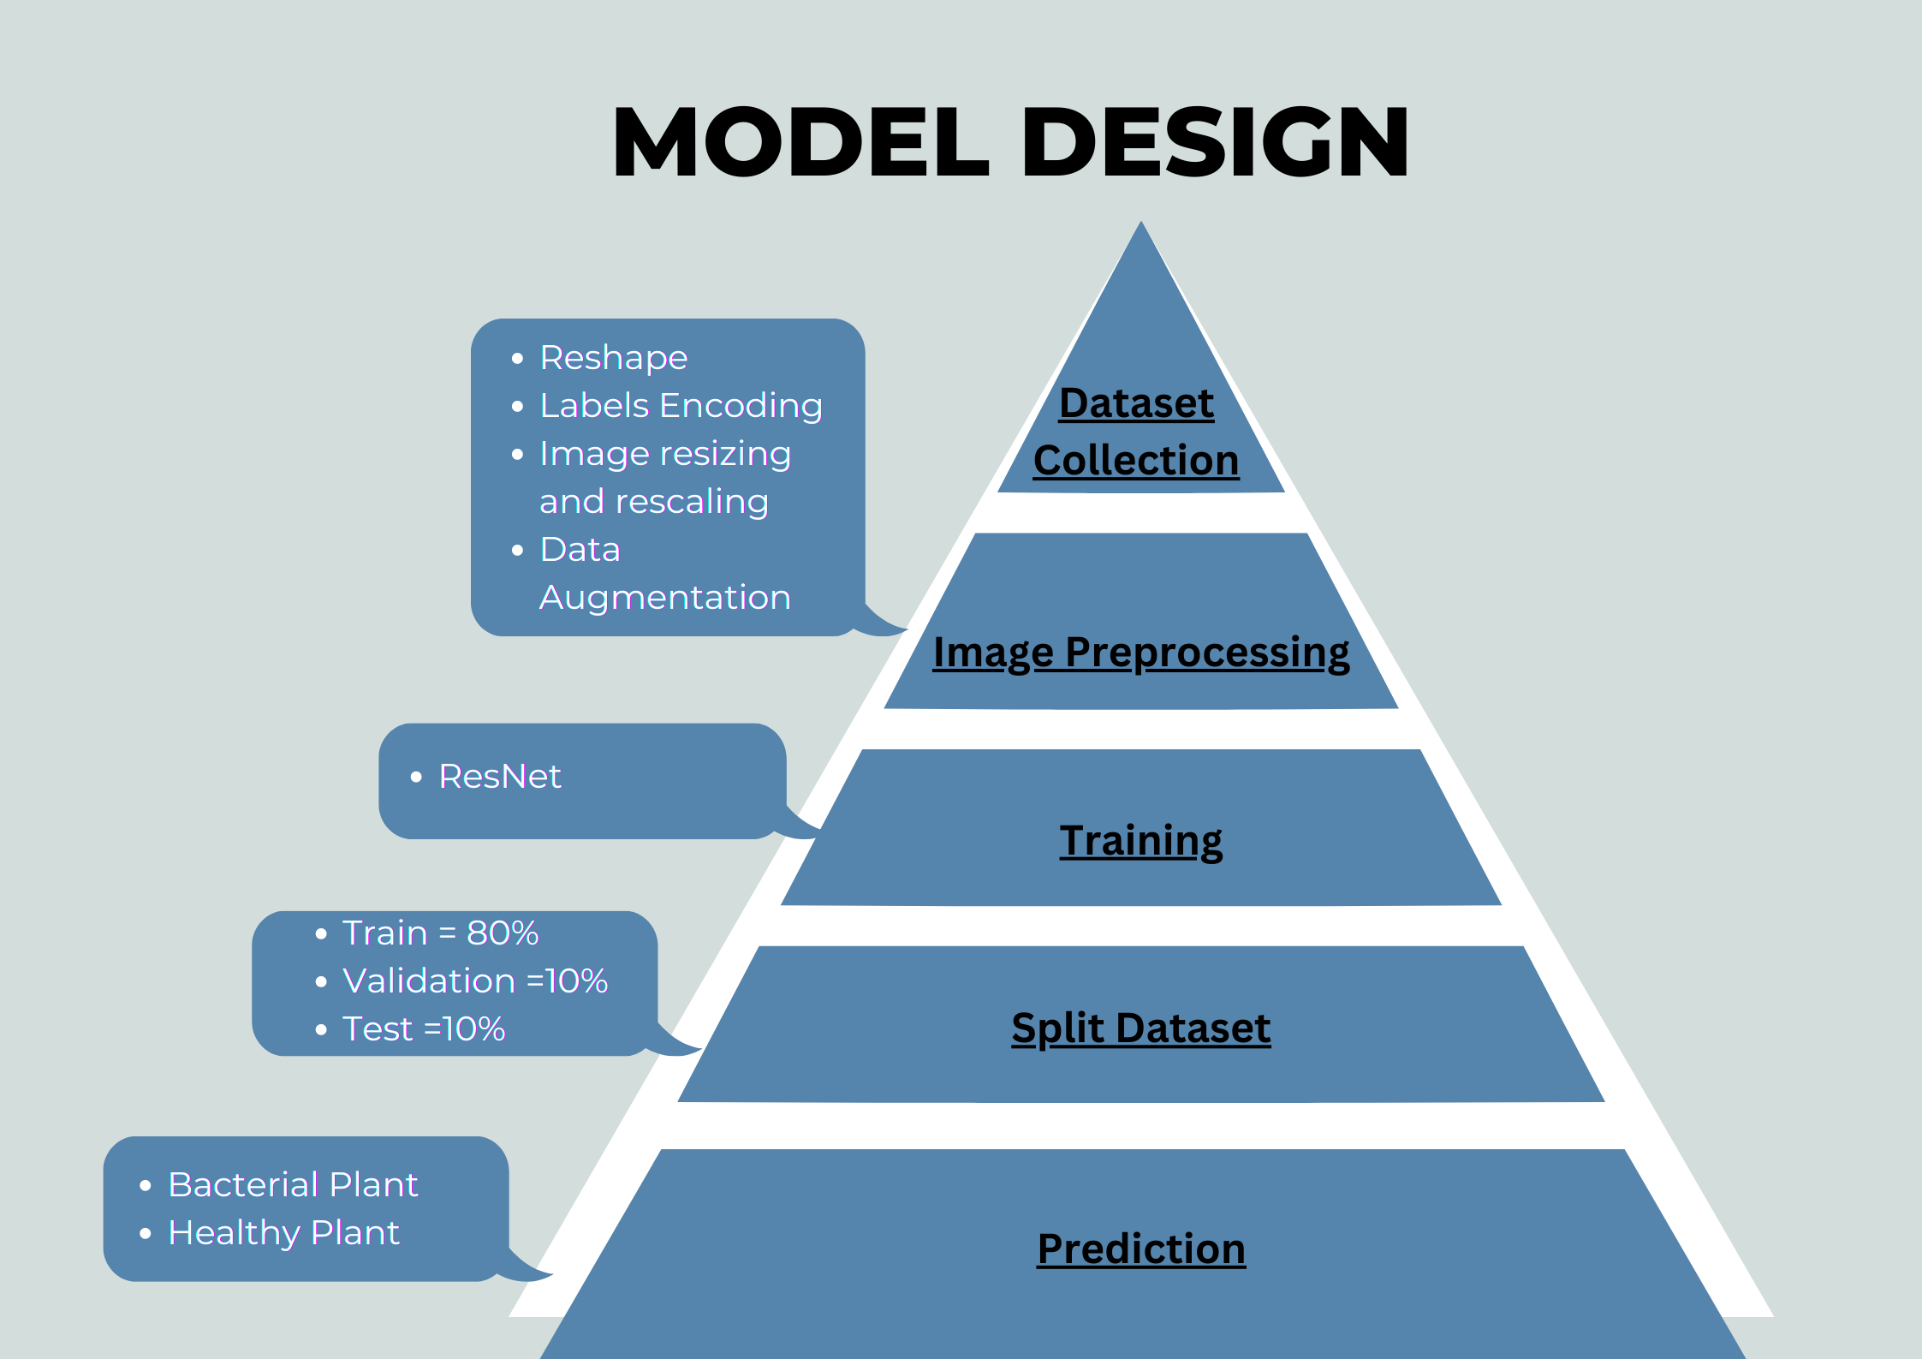 MODEL DESIGN
• Reshape
• Labels Encoding
• Image resizing
and rescaling
• Data
Augmentation
Dataset
Collection
Image Preprocessing
• ResNet
Training
• Train = 80%
• Validation =10%
• Test =10%
Split Dataset
• Bacterial Plant
• Healthy Plant
Prediction